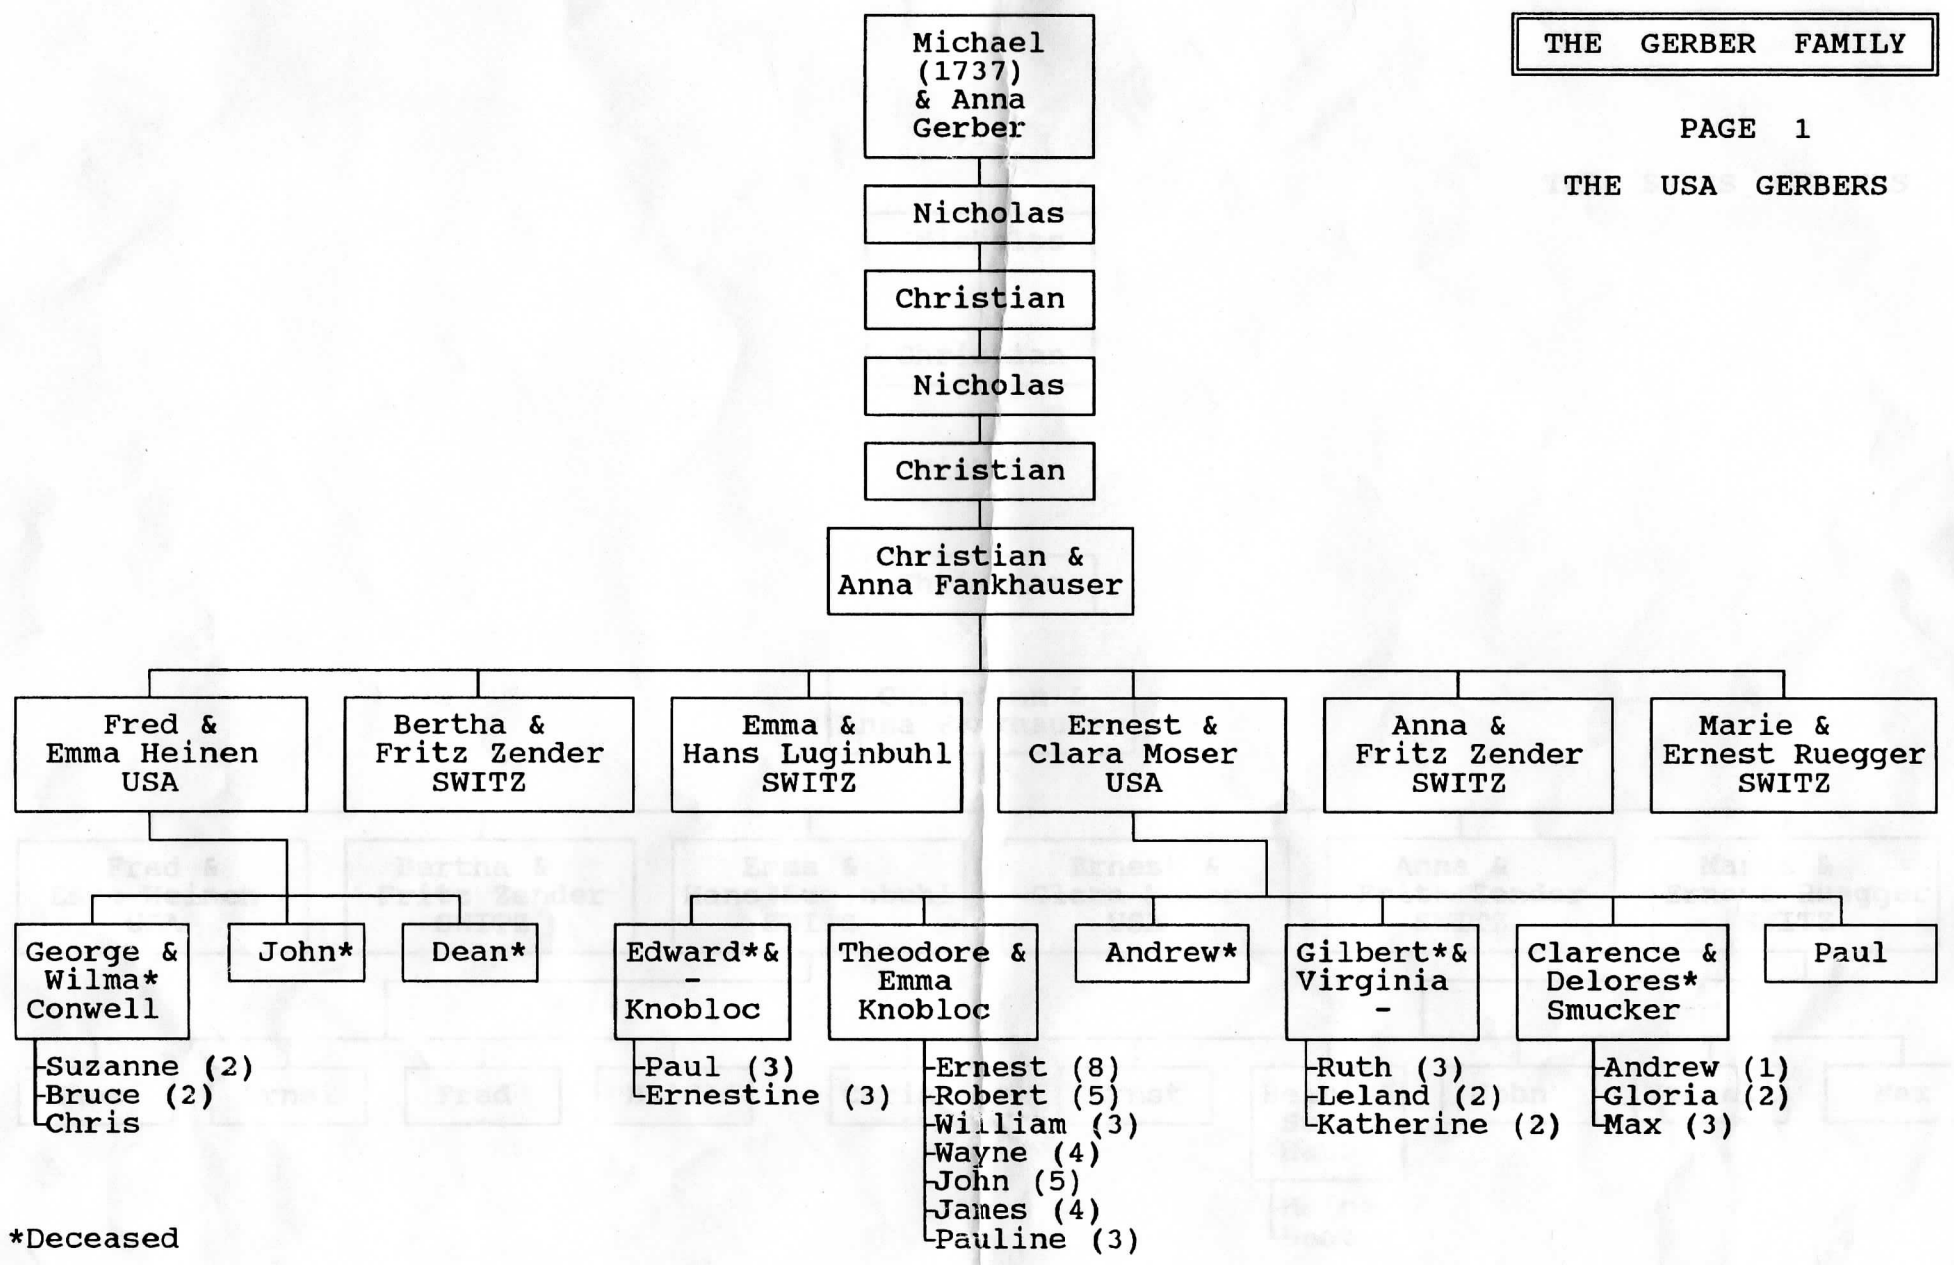 Michael
(1737)
& Anna
Gerber
THE GERBER FAMILY
PAGE 1
THE USA GERBERS
Nicholas
Christian
Nicholas
Christian
Christian &
Anna Fankhauser
Fred &
Emma Heinen
USA
Bertha &
Fritz Zender
SWITZ
Emma &
Hans Luginbuhl
SWITZ
Ernest &
Clara Moser
USA
Anna &
Fritz Zender
SWITZ
Marie &
Ernest Ruegger
SWITZ
George &
Wilma*
Conwell
John*
Dean*
Edward*&
-
Knobloc
Theodore &
Emma
Knobloc
Andrew*
Gilbert*&
Virginia
-
Clarence &
Delores*
Smucker
Paul
Suzanne (2)
Bruce (2)
Chris
Paul (3)
Ernestine (3)
Ernest (8)
Robert (5)
William (3)
Wayne (4)
John (5)
James (4)
Pauline (3)
Ruth (3)
Leland (2)
Katherine (2)
Andrew (1)
Gloria (2)
Max (3)
*Deceased